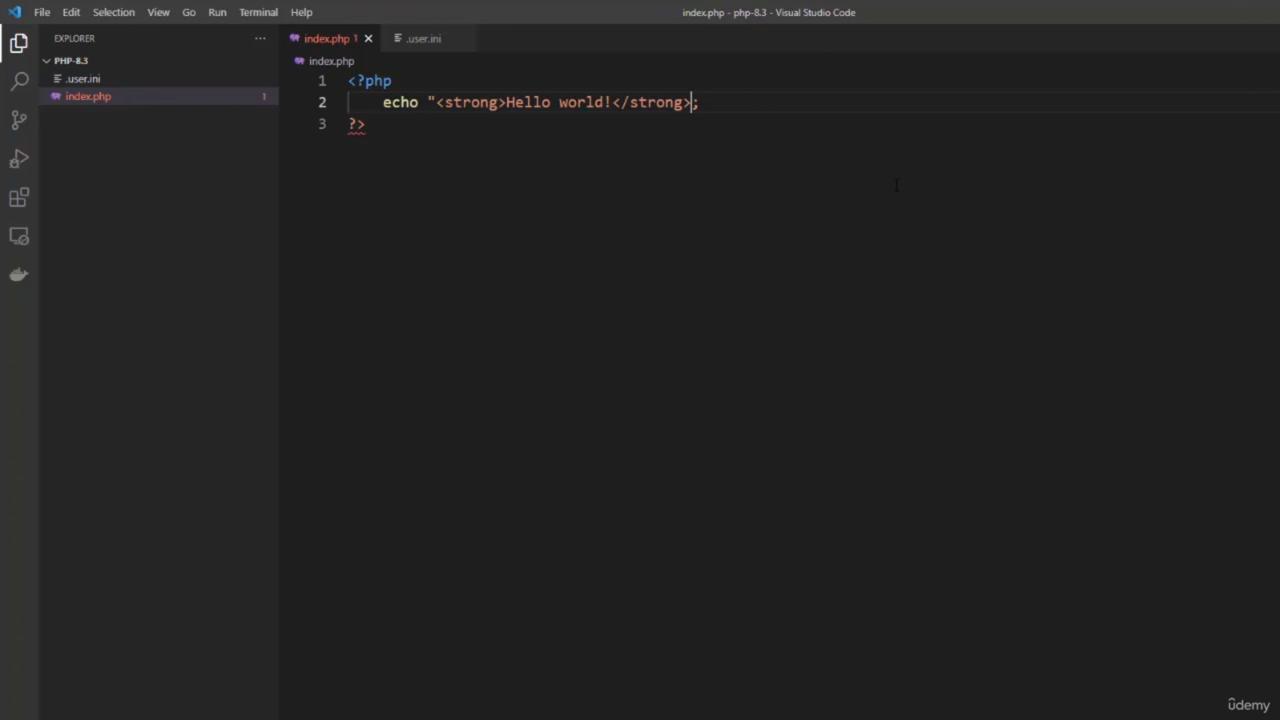 File Edit Selection View Go Run Terminal Help
index.php - php-8.3 - Visual Studio Code
EXPLORER ···
PHP-8.3
.user.ini
index.php 1
index.php 1
.user.ini
index.php
1 <?php
2 echo "<strong>Hello world!</strong>;
3 ?>
ûdemy